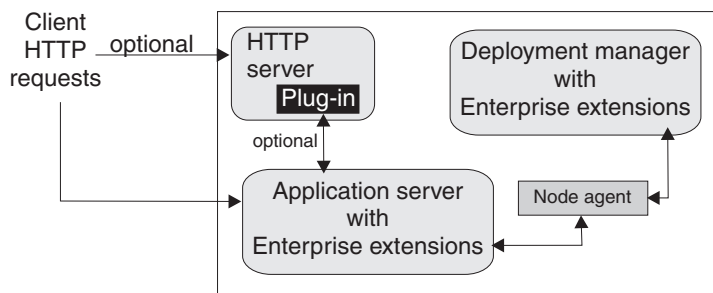 Client
HTTP
requests
optional
HTTP
server
Plug-in
optional
Deployment manager
with
Enterprise extensions
Application server
with
Enterprise extensions
Node agent